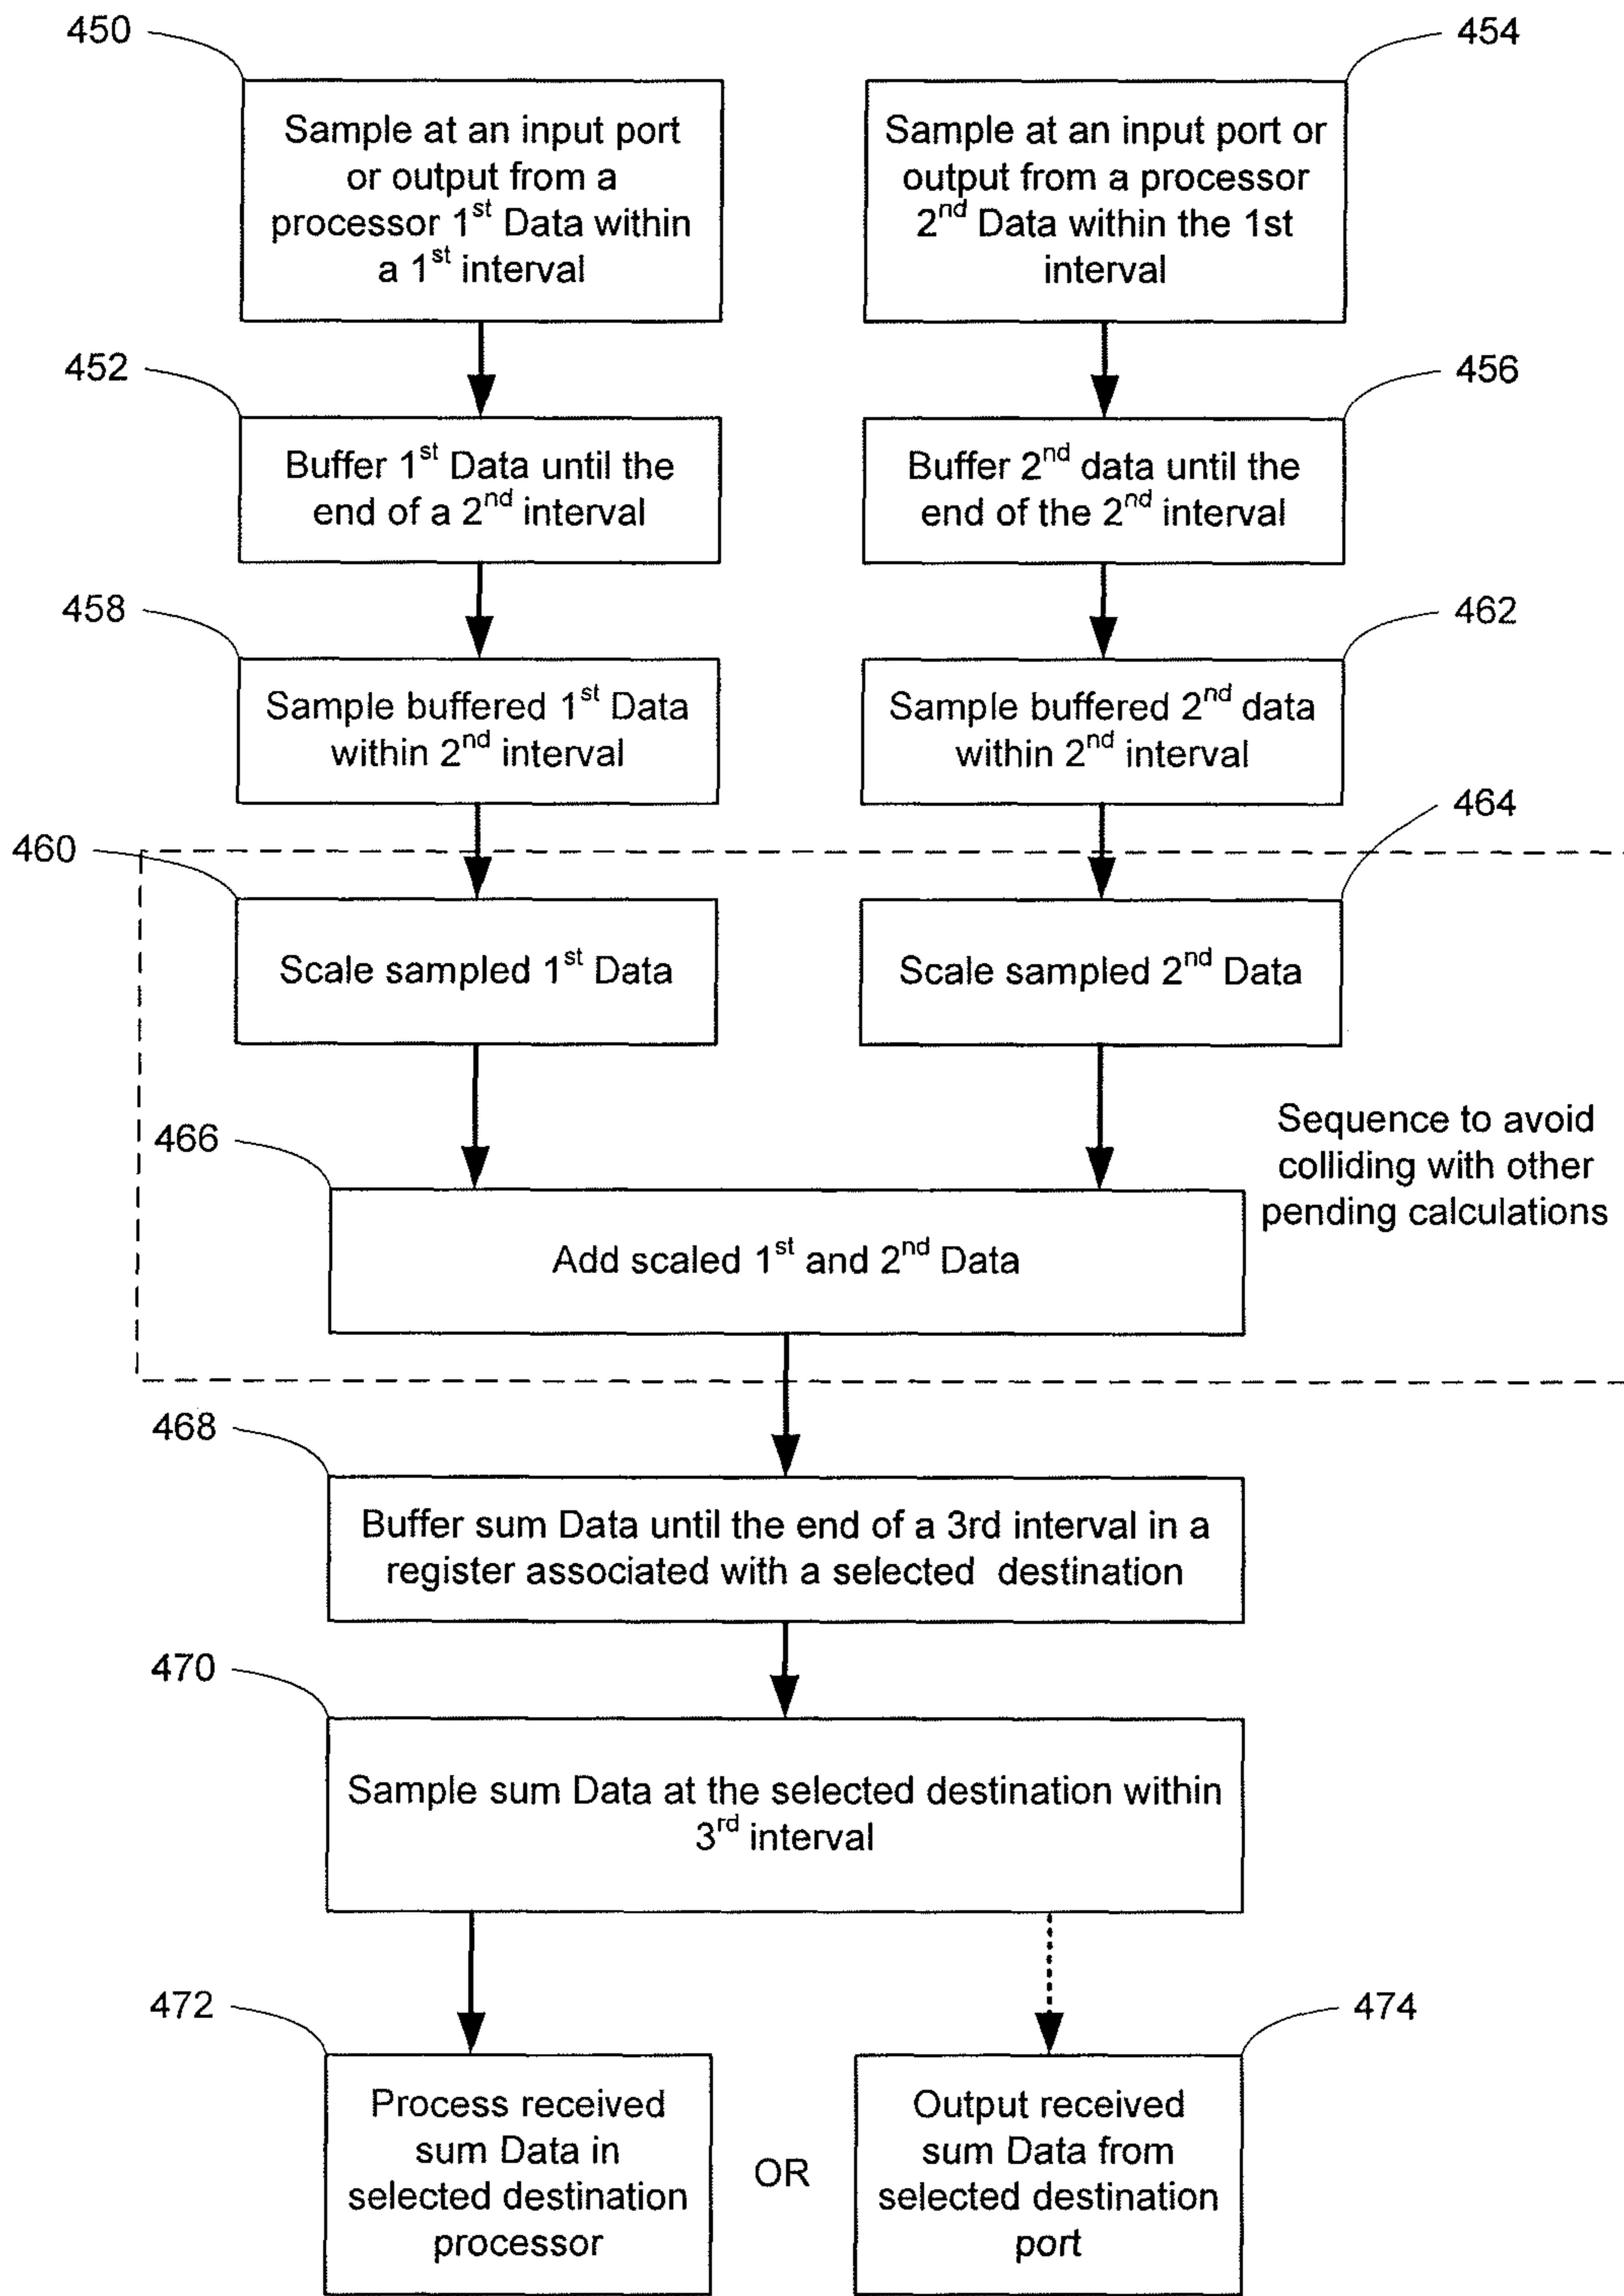 450
454
Sample at an input port
or output from a
processor 1st Data within
a 1st interval
Sample at an input port or
output from a processor
2nd Data within the 1st
interval
452
456
Buffer 1st Data until the
end of a 2nd interval
Buffer 2nd data until the
end of the 2nd interval
458
462
Sample buffered 1st Data
within 2nd interval
Sample buffered 2nd data
within 2nd interval
460
464
Scale sampled 1st Data
Scale sampled 2nd Data
Sequence to avoid
colliding with other
pending calculations
466
Add scaled 1st and 2nd Data
468
Buffer sum Data until the end of a 3rd interval in a
register associated with a selected destination
470
Sample sum Data at the selected destination within
3rd interval
472
474
Process received
sum Data in
selected destination
processor
OR
Output received
sum Data from
selected destination
port